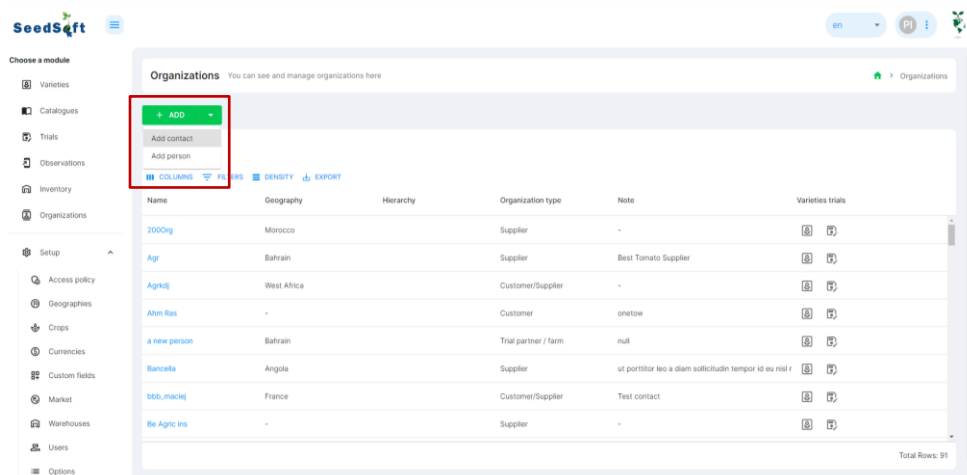 SeedSoft
en
PI
Choose a module
Varieties
Catalogues
Trials
Observations
Inventory
Organizations
Setup
Access policy
Geographies
Crops
Currencies
Custom fields
Market
Warehouses
Users
Options
Organizations You can see and manage organizations here
> Organizations
+ ADD
Add contact
Add person
COLUMNS FILTERS DENSITY EXPORT
Name Geography Hierarchy Organization type Note Varieties trials
200Org Morocco Supplier -
Agr Bahrain Supplier Best Tomato Supplier
Agrkdj West Africa Customer/Supplier -
Ahm Ras - Customer onetow
a new person Bahrain Trial partner / farm null
Bancella Angola Supplier ut porttitor leo a diam sollicitudin tempor id eu nisl r
bbb_maciej France Customer/Supplier Test contact
Be Agric ins - Supplier -
Total Rows: 91